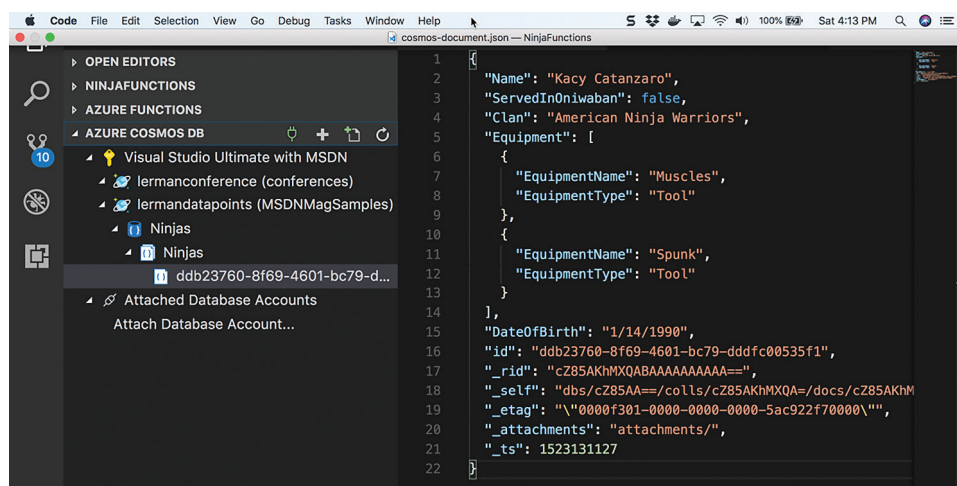 Code File Edit Selection View Go Debug Tasks Window Help 100% Sat 4:13 PM
cosmos-document.json — NinjaFunctions
OPEN EDITORS
NINJAFUNCTIONS
AZURE FUNCTIONS
AZURE COSMOS DB
10
Visual Studio Ultimate with MSDN
lermanconference (conferences)
lermandatapoints (MSDNMagSamples)
Ninjas
Ninjas
ddb23760-8f69-4601-bc79-d...
Attached Database Accounts
Attach Database Account...
1 {
2 "Name": "Kacy Catanzaro",
3 "ServedInOniwaban": false,
4 "Clan": "American Ninja Warriors",
5 "Equipment": [
6 {
7 "EquipmentName": "Muscles",
8 "EquipmentType": "Tool"
9 },
10 {
11 "EquipmentName": "Spunk",
12 "EquipmentType": "Tool"
13 }
14 ],
15 "DateOfBirth": "1/14/1990",
16 "id": "ddb23760-8f69-4601-bc79-dddfc00535f1",
17 "_rid": "cZ85AKhMXQABAAAAAAAAAA==",
18 "_self": "dbs/cZ85AA==/colls/cZ85AKhMXQA=/docs/cZ85AKhM
19 "_etag": "\"0000f301-0000-0000-0000-5ac922f70000\"",
20 "_attachments": "attachments/",
21 "_ts": 1523131127
22 }